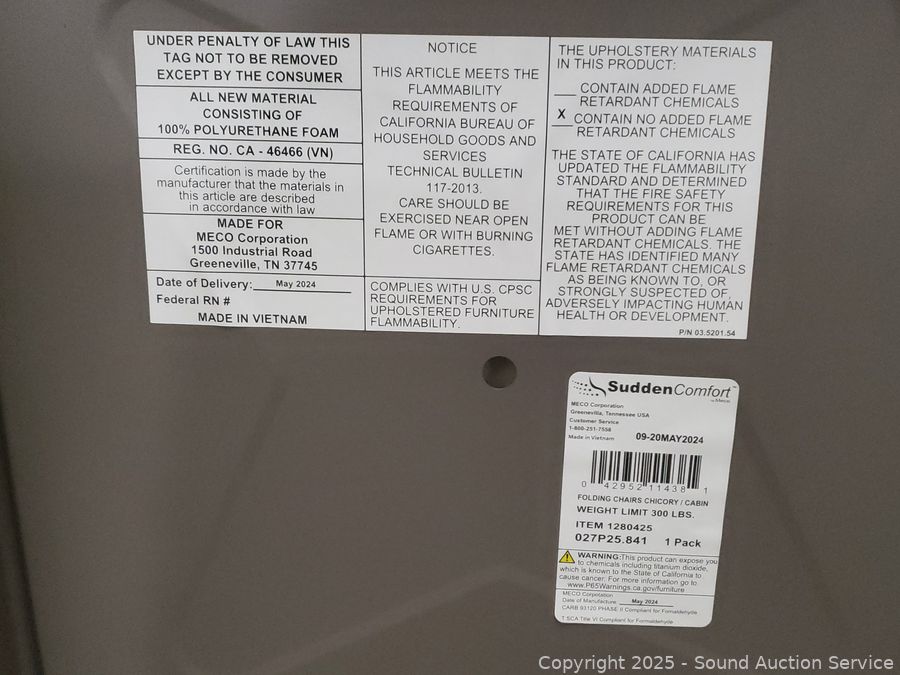 UNDER PENALTY OF LAW THIS
TAG NOT TO BE REMOVED
EXCEPT BY THE CONSUMER
ALL NEW MATERIAL
CONSISTING OF
100% POLYURETHANE FOAM
REG. NO. CA - 46466 (VN)
Certification is made by the
manufacturer that the materials in
this article are described
in accordance with law
MADE FOR
MECO Corporation
1500 Industrial Road
Greeneville, TN 37745
Date of Delivery: May 2024
Federal RN #
MADE IN VIETNAM
NOTICE
THIS ARTICLE MEETS THE
FLAMMABILITY
REQUIREMENTS OF
CALIFORNIA BUREAU OF
HOUSEHOLD GOODS AND
SERVICES
TECHNICAL BULLETIN
117-2013.
CARE SHOULD BE
EXERCISED NEAR OPEN
FLAME OR WITH BURNING
CIGARETTES.
COMPLIES WITH U.S. CPSC
REQUIREMENTS FOR
UPHOLSTERED FURNITURE
FLAMMABILITY.
THE UPHOLSTERY MATERIALS
IN THIS PRODUCT:
___ CONTAIN ADDED FLAME
RETARDANT CHEMICALS
X CONTAIN NO ADDED FLAME
RETARDANT CHEMICALS
THE STATE OF CALIFORNIA HAS
UPDATED THE FLAMMABILITY
STANDARD AND DETERMINED
THAT THE FIRE SAFETY
REQUIREMENTS FOR THIS
PRODUCT CAN BE
MET WITHOUT ADDING FLAME
RETARDANT CHEMICALS. THE
STATE HAS IDENTIFIED MANY
FLAME RETARDANT CHEMICALS
AS BEING KNOWN TO, OR
STRONGLY SUSPECTED OF,
ADVERSELY IMPACTING HUMAN
HEALTH OR DEVELOPMENT.
P/N 03.5201.54
SuddenComfort™
by Meco
MECO Corporation
Greeneville, Tennessee USA
Customer Service
1-800-251-7558
Made in Vietnam
09-20MAY2024
0 42952 11438 1
FOLDING CHAIRS CHICORY / CABIN
WEIGHT LIMIT 300 LBS.
ITEM 1280425
027P25.841 1 Pack
WARNING:This product can expose you
to chemicals including titanium dioxide,
which is known to the State of California to
cause cancer. For more information go to
www.P65Warnings.ca.gov/furniture
MECO Corporation
Date of Manufacture May 2024
CARB 93120 PHASE II Compliant for Formaldehyde
TSCA Title VI Compliant for Formaldehyde
Copyright 2025 - Sound Auction Service